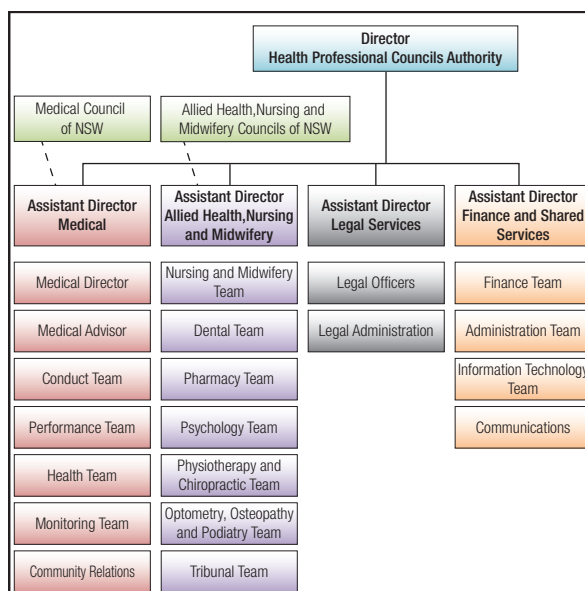 Director
Health Professional Councils Authority
Medical Council
of NSW
Allied Health,Nursing and
Midwifery Councils of NSW
Assistant Director
Medical
Assistant Director
Allied Health,Nursing
and Midwifery
Assistant Director
Legal Services
Assistant Director
Finance and Shared
Services
Medical Director
Nursing and Midwifery
Team
Legal Officers
Finance Team
Medical Advisor
Dental Team
Legal Administration
Administration Team
Conduct Team
Pharmacy Team
Information Technology
Team
Performance Team
Psychology Team
Communications
Health Team
Physiotherapy and
Chiropractic Team
Monitoring Team
Optometry, Osteopathy
and Podiatry Team
Community Relations
Tribunal Team